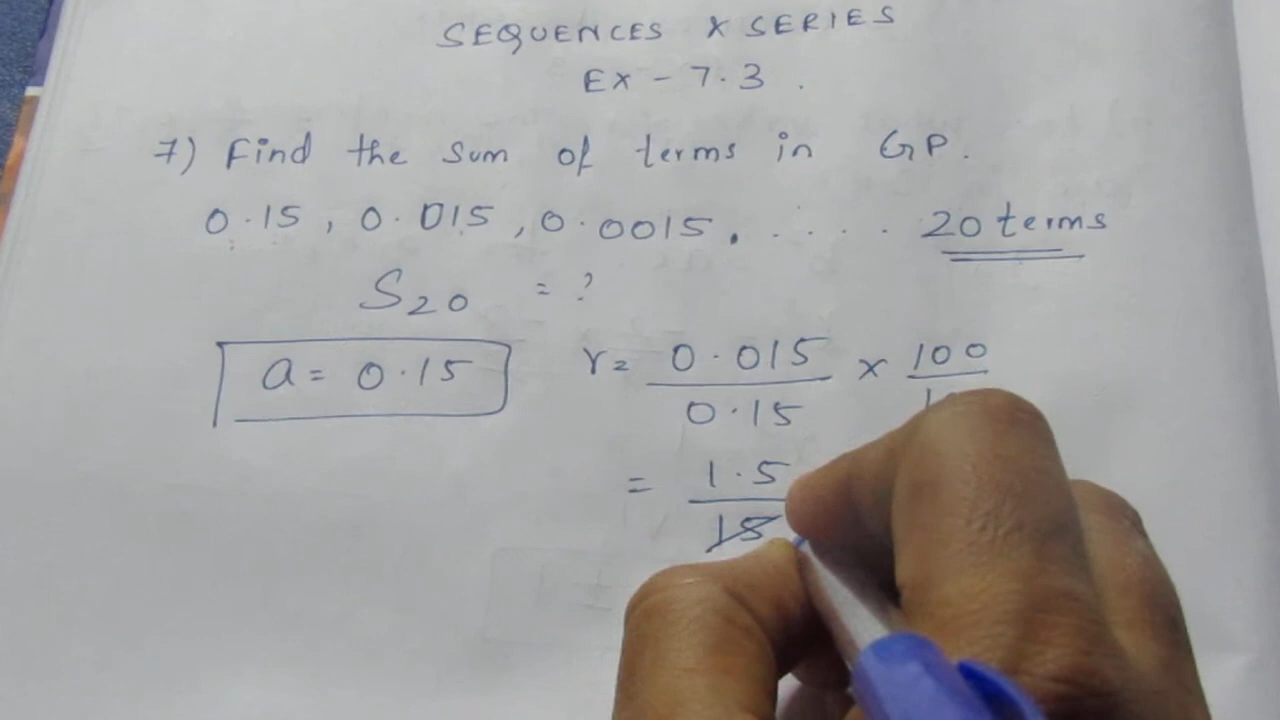 SEQUENCES & SERIES
Ex - 7.3.
7) Find the sum of terms in GP.
0.15, 0.015, 0.0015, ..... 20 terms
S20 = ?
a = 0.15
r = 0.015 / 0.15 × 100 /
= 1.5 / 15